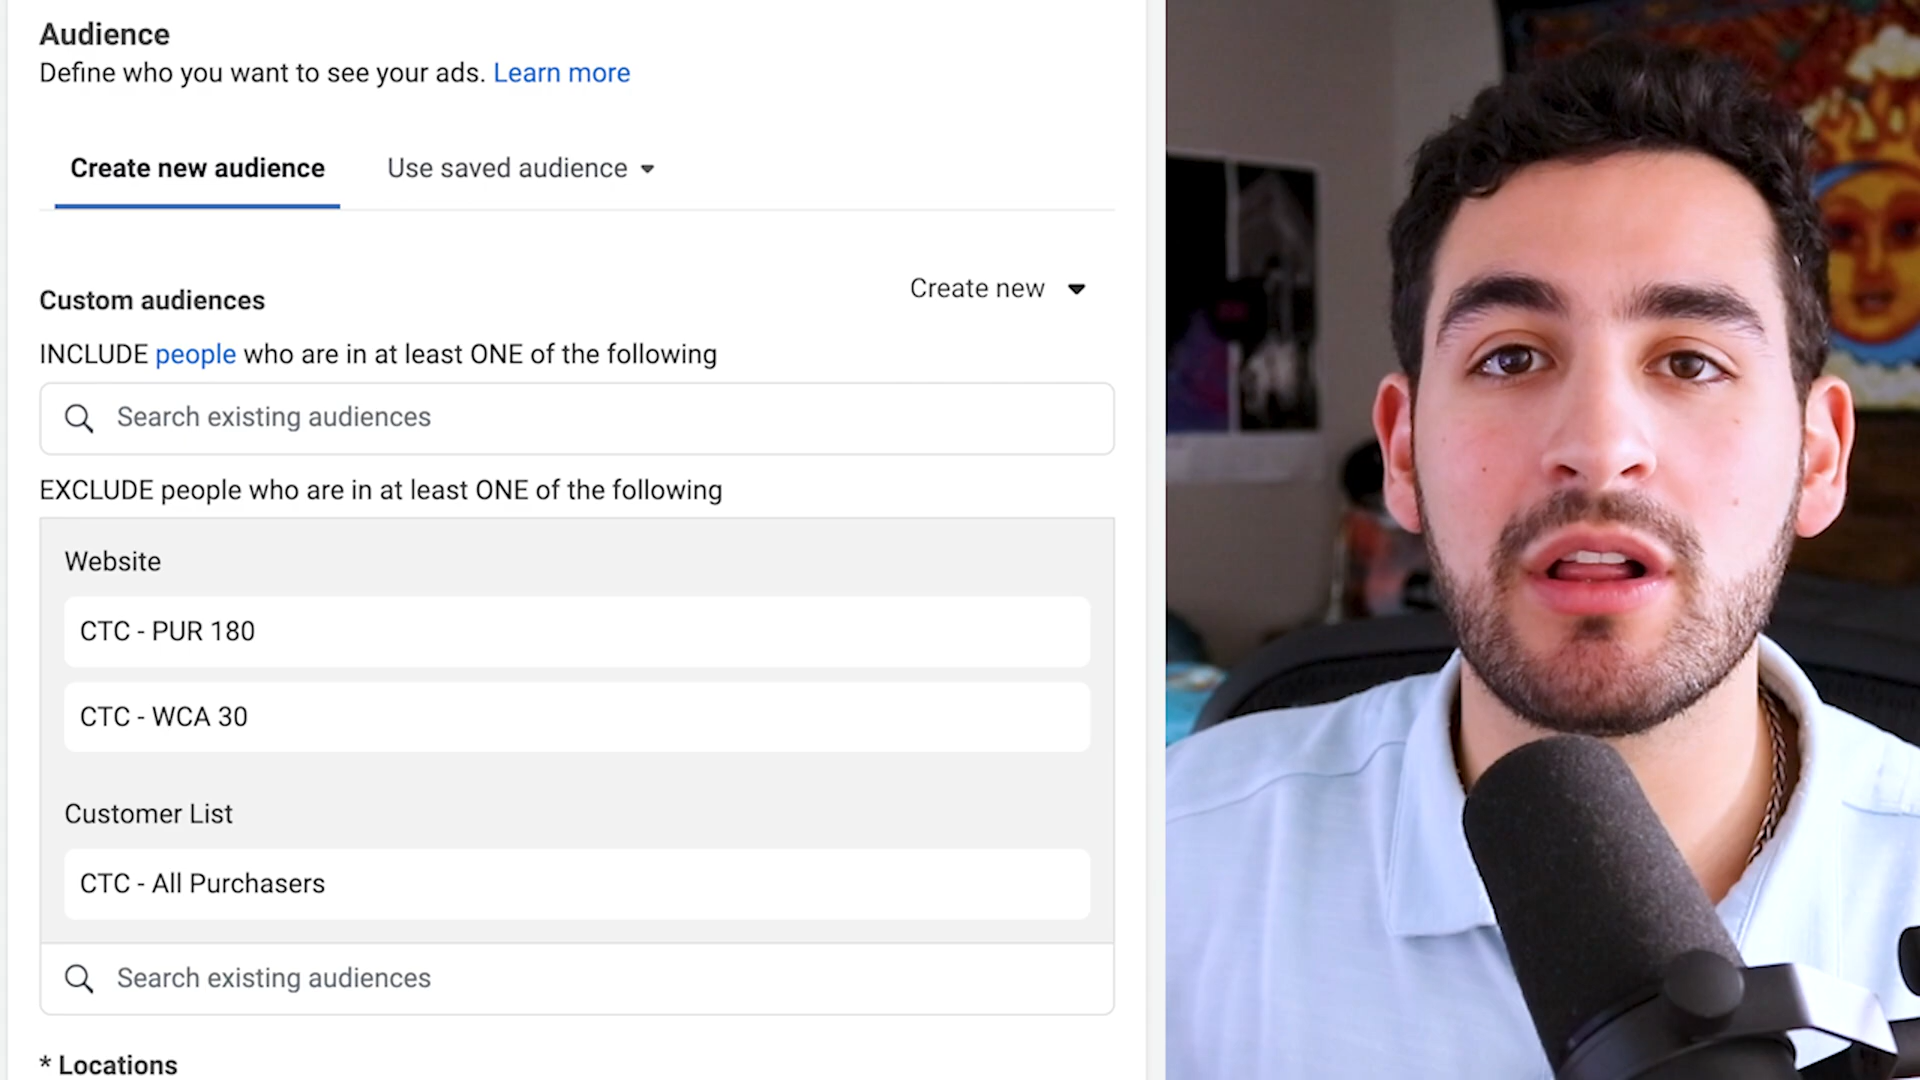 Audience
Define who you want to see your ads. Learn more
Create new audience
Use saved audience
Custom audiences
Create new
INCLUDE people who are in at least ONE of the following
Search existing audiences
EXCLUDE people who are in at least ONE of the following
Website
CTC - PUR 180
CTC - WCA 30
Customer List
CTC - All Purchasers
Search existing audiences
* Locations